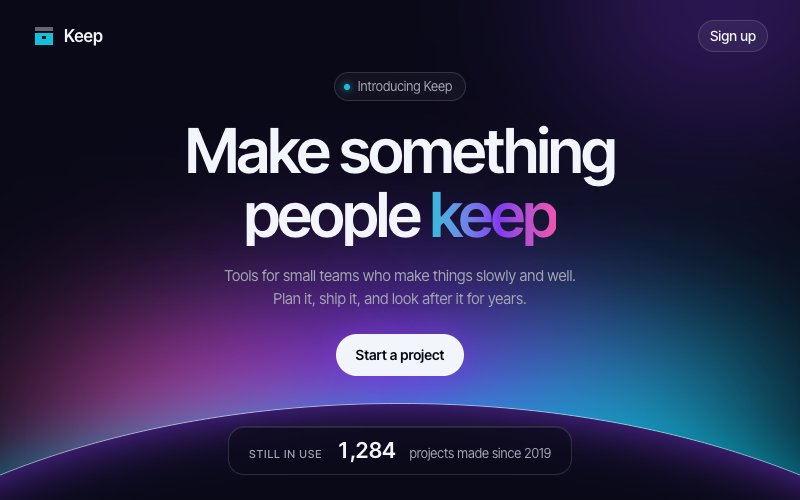 Keep
Sign up
Introducing Keep
Make something
people keep
Tools for small teams who make things slowly and well.
Plan it, ship it, and look after it for years.
Start a project
STILL IN USE 1,284 projects made since 2019